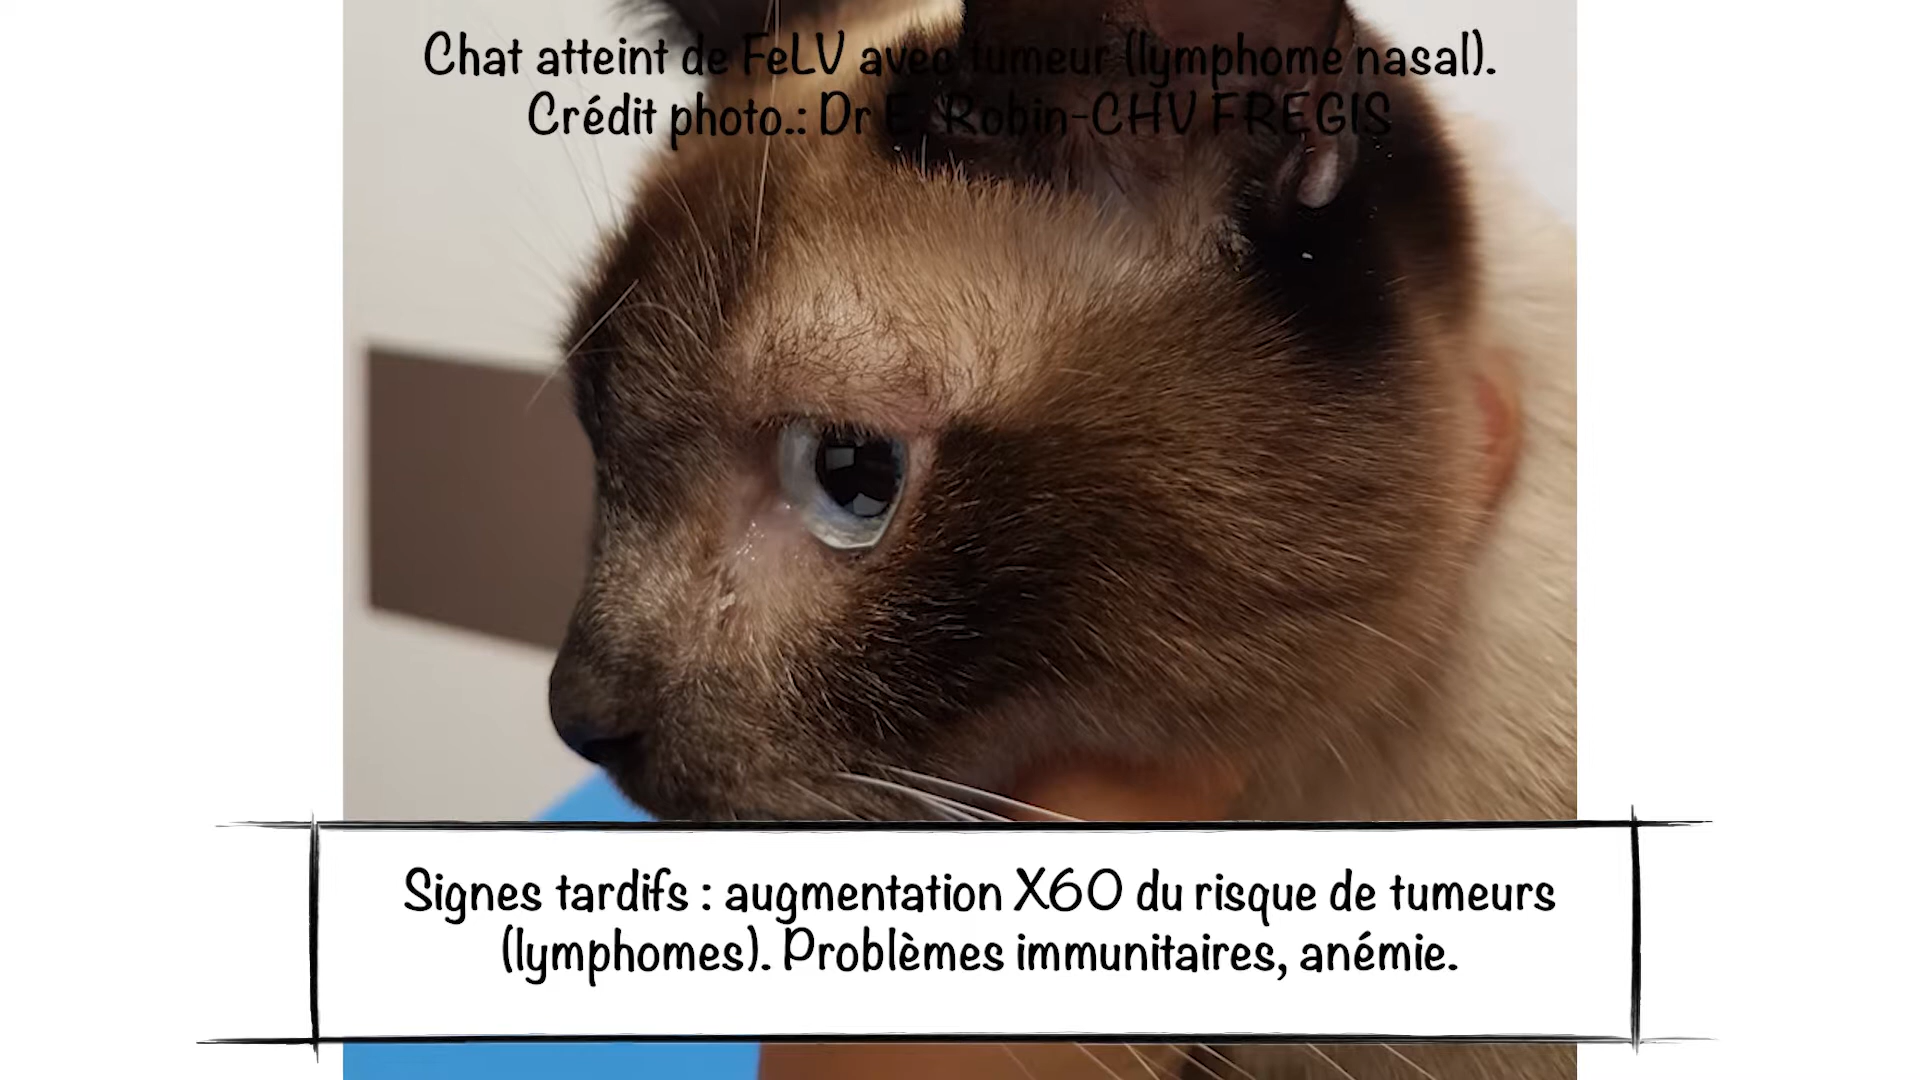 Chat atteint de FeLV avec tumeur (lymphome nasal).
Crédit photo.: Dr E. Robin-CHV FREGIS
Signes tardifs : augmentation X60 du risque de tumeurs
(lymphomes). Problèmes immunitaires, anémie.